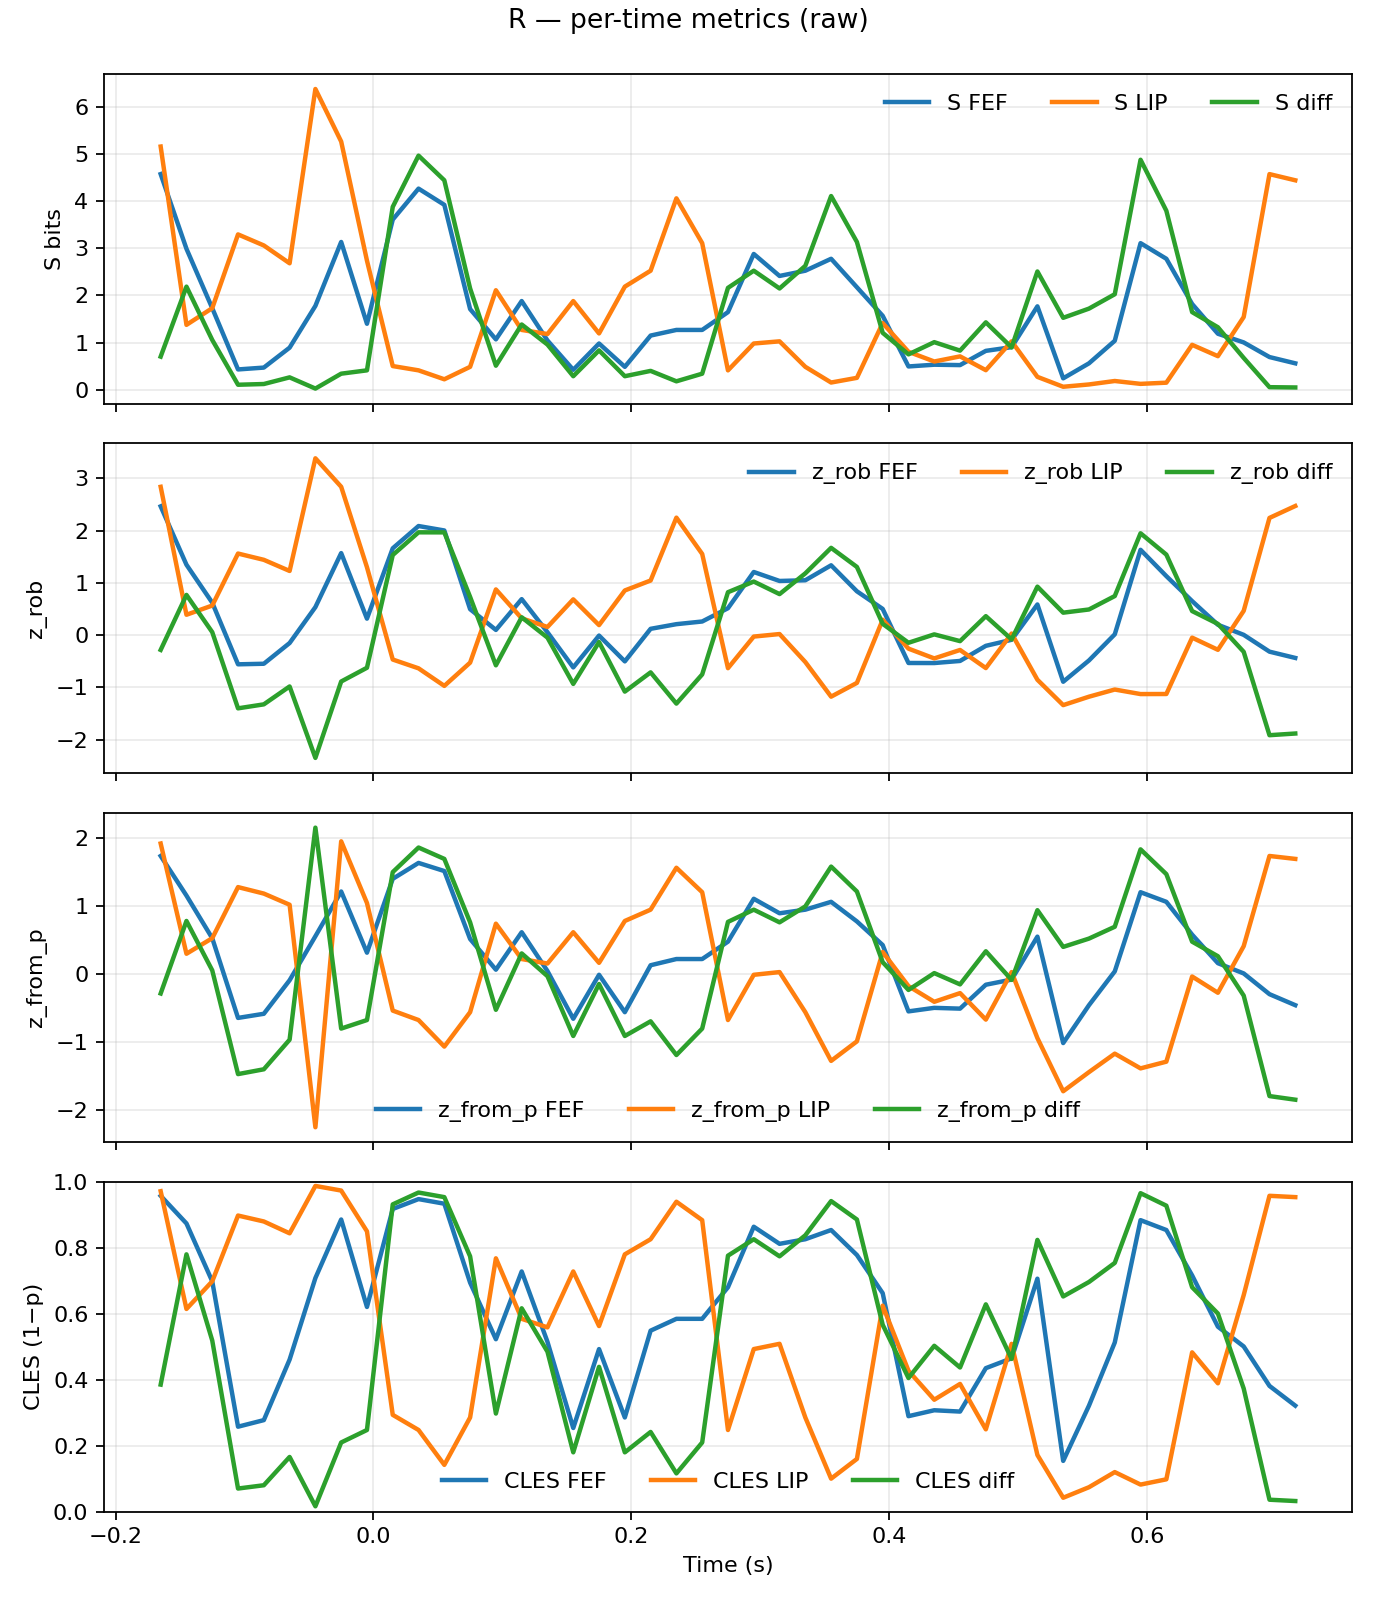 R — per-time metrics (raw)
S FEF S LIP S diff
6
5
4
3
2
1
0
S bits
z_rob FEF z_rob LIP z_rob diff
3
2
1
0
−1
−2
z_rob
2
1
0
−1
−2
z_from_p
z_from_p FEF z_from_p LIP z_from_p diff
1.0
0.8
0.6
0.4
0.2
0.0
CLES (1−p)
CLES FEF CLES LIP CLES diff
−0.2 0.0 0.2 0.4 0.6
Time (s)